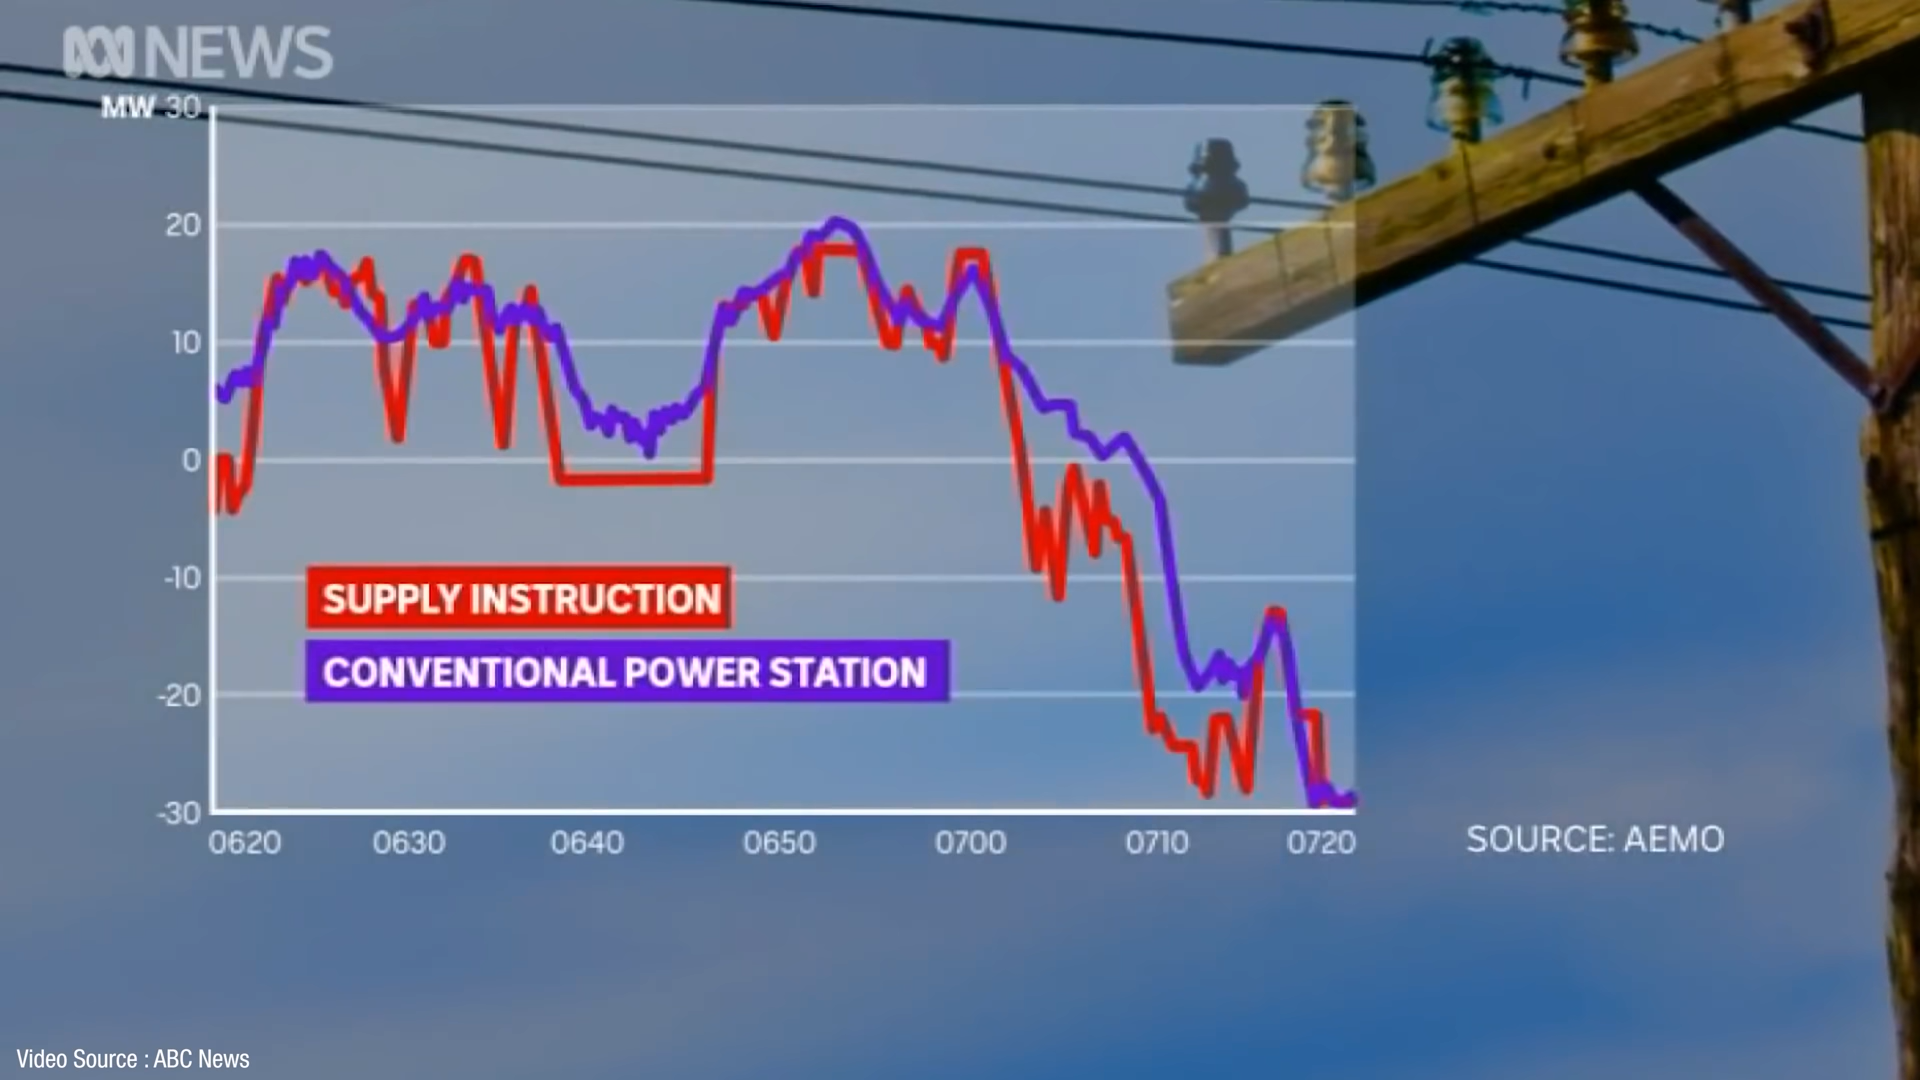 NEWS
MW 30
20
10
0
-10
-20
-30
SUPPLY INSTRUCTION
CONVENTIONAL POWER STATION
0620 0630 0640 0650 0700 0710 0720
SOURCE: AEMO
Video Source : ABC News